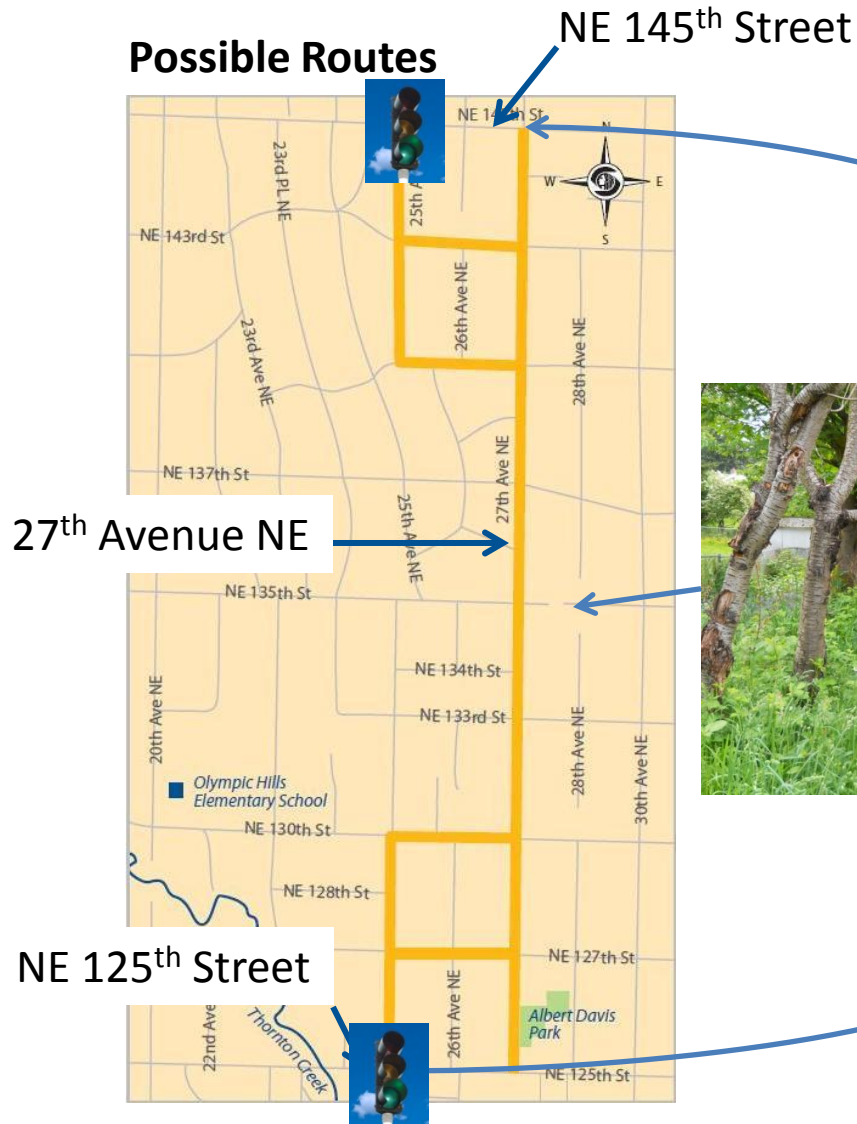 NE 145th Street
Possible Routes
N
W
E
S
23rd PL NE
NE 143rd St
26th Ave NE
23rd Ave NE
28th Ave NE
27th Ave NE
NE 137th St
25th Ave NE
27th Avenue NE
NE 135th St
NE 134th St
NE 133rd St
20th Ave NE
28th Ave NE
30th Ave NE
Olympic Hills
Elementary School
NE 130th St
NE 128th St
NE 125th Street
NE 127th St
26th Ave NE
Albert Davis
Park
22nd Ave
Thornton Creek
NE 125th St